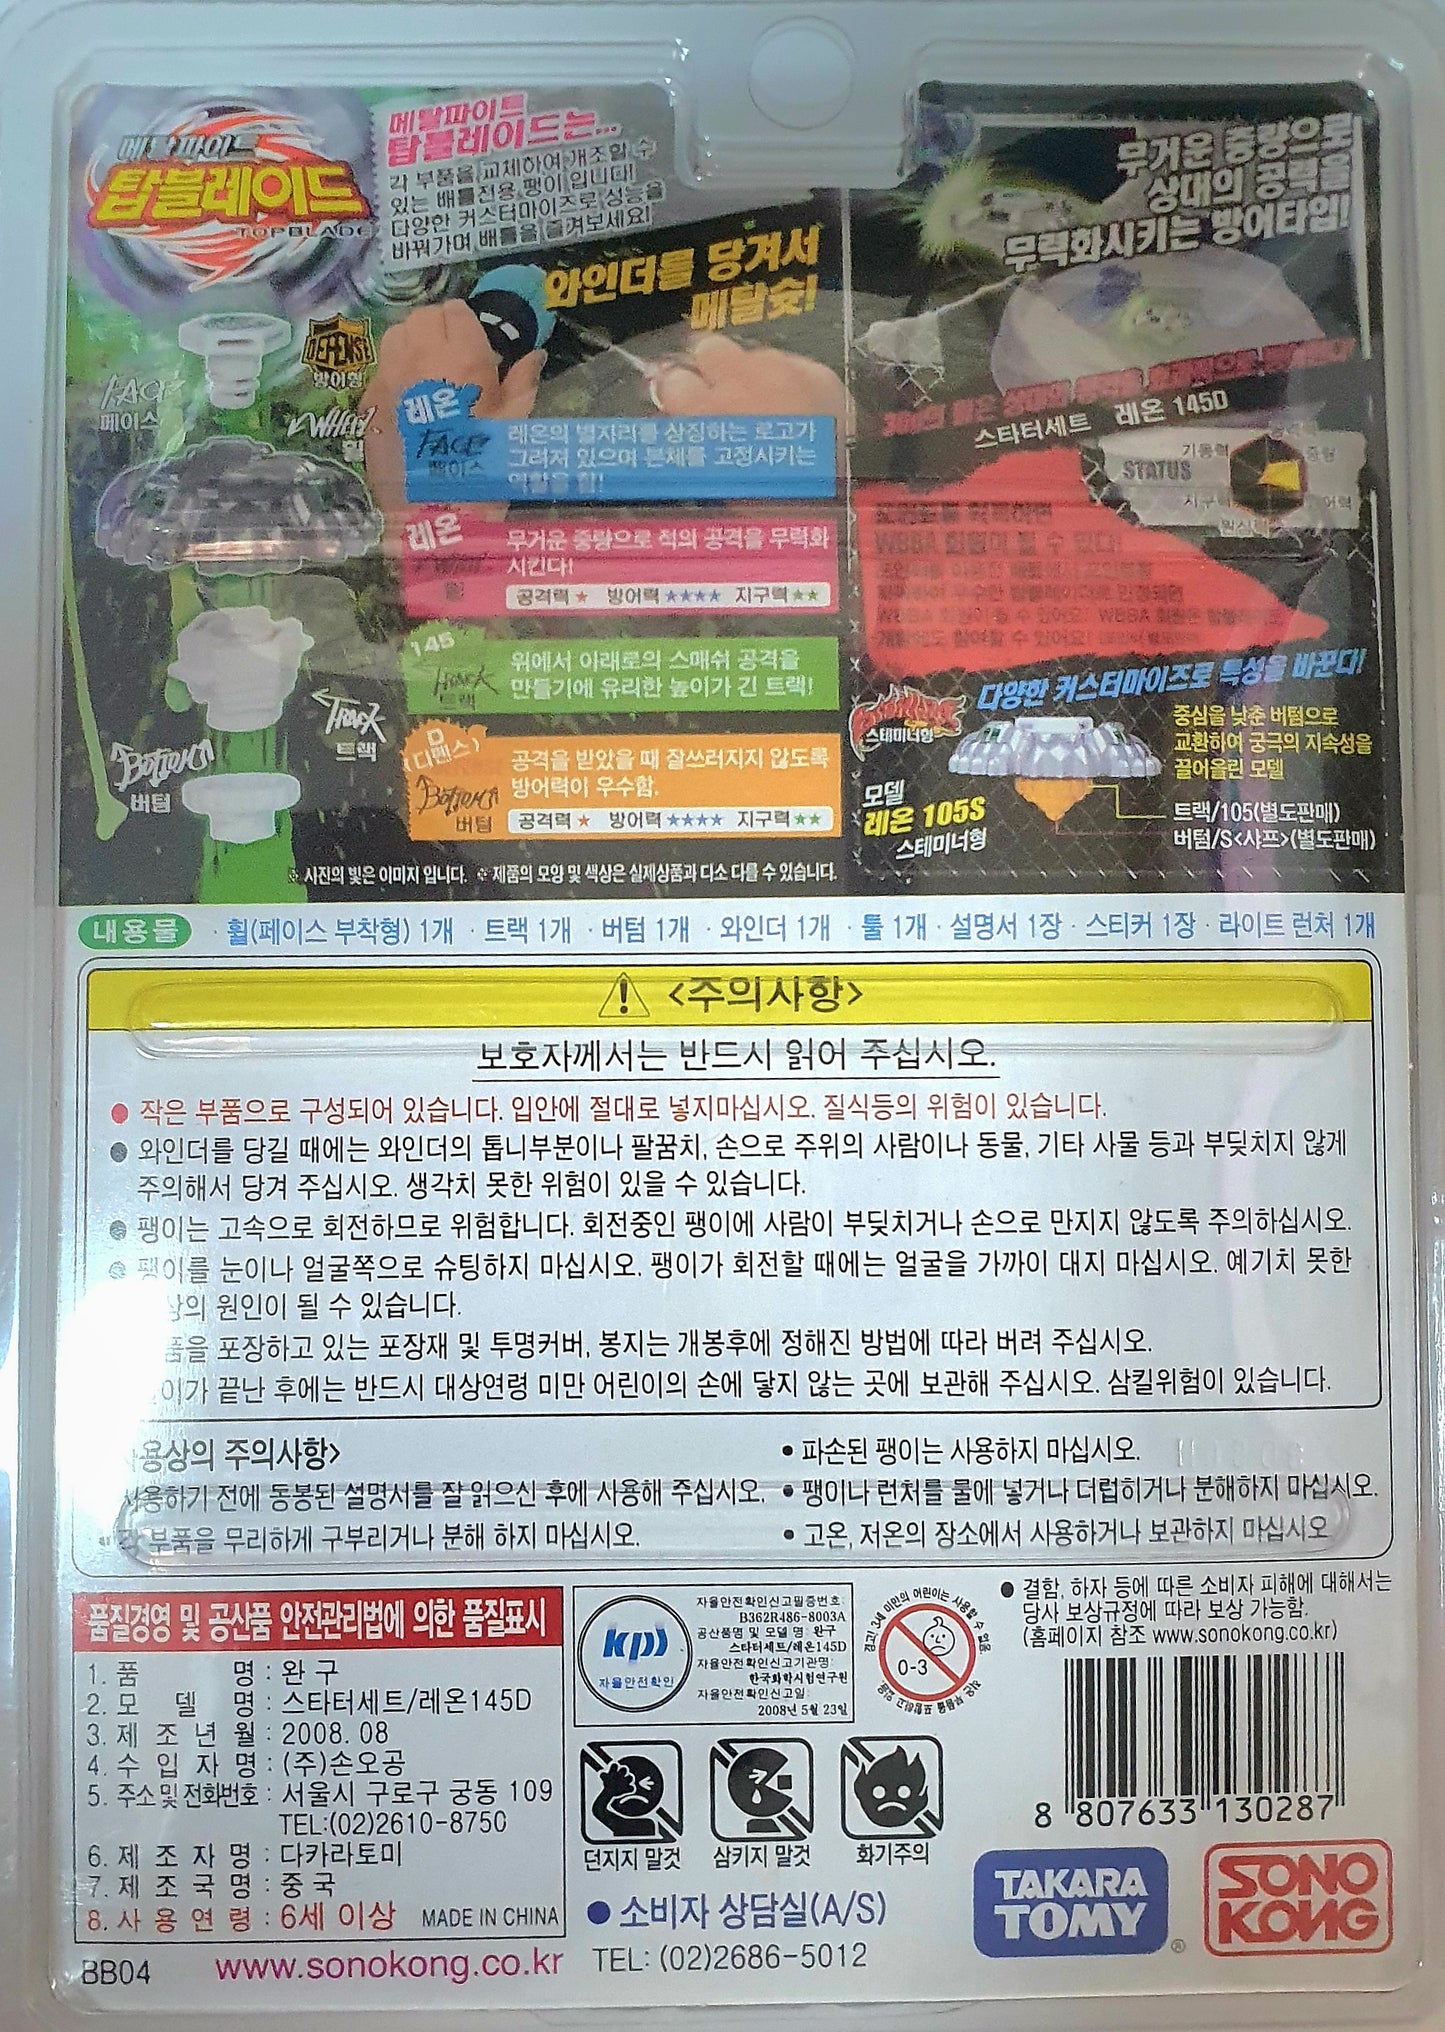 메탈파이트
탑블레이드
TOPBLADE
메탈파이트
탑블레이드는...
각 부품을 교체하여 개조할 수
있는 배틀전용 팽이 입니다!
다양한 커스터마이즈로 성능을
바꿔가며 배틀을 즐겨보세요!
와인더를 당겨서
메탈슛!
무거운 중량으로
상대의 공력을
무력화시키는 방어타입!
스타터세트 레온 145D
STATUS
기동력
중량
DEFENSE
방어형
FACE
페이스
WHEEL
휠
TRACK
트랙
BOTTOM
버텀
레온
FACE
페이스
레온의 별자리를 상징하는 로고가
그려져 있으며 본체를 고정시키는
역할을 함!
레온
휠
무거운 중량으로 적의 공격을 무력화
시킨다!
공격력 ★ 방어력 ★★★★ 지구력 ★★
145
TRACK
트랙
위에서 아래로의 스매쉬 공격을
만들기에 유리한 높이가 긴 트랙!
D
(디펜스)
BOTTOM
버텀
공격을 받았을 때 잘쓰러지지 않도록
방어력이 우수함.
공격력 ★ 방어력 ★★★★ 지구력 ★★
WBBA 회원이 될 수 있다!
다양한 커스터마이즈로 특성을 바꾼다!
스테미너형
중심을 낮춘 버텀으로
교환하여 궁극의 지속성을
끌어올린 모델
모델
레온 105S
스테미너형
트랙/105(별도판매)
버텀/S<샤프>(별도판매)
※ 사진의 빛은 이미지 입니다. ※ 제품의 모양 및 색상은 실제상품과 다소 다를 수 있습니다.
내용물 · 휠(페이스 부착형) 1개 · 트랙 1개 · 버텀 1개 · 와인더 1개 · 툴 1개 · 설명서 1장 · 스티커 1장 · 라이트 런처 1개
<주의사항>
보호자께서는 반드시 읽어 주십시오.
● 작은 부품으로 구성되어 있습니다. 입안에 절대로 넣지마십시오. 질식등의 위험이 있습니다.
● 와인더를 당길 때에는 와인더의 톱니부분이나 팔꿈치, 손으로 주위의 사람이나 동물, 기타 사물 등과 부딪치지 않게
주의해서 당겨 주십시오. 생각치 못한 위험이 있을 수 있습니다.
● 팽이는 고속으로 회전하므로 위험합니다. 회전중인 팽이에 사람이 부딪치거나 손으로 만지지 않도록 주의하십시오.
● 팽이를 눈이나 얼굴쪽으로 슈팅하지 마십시오. 팽이가 회전할 때에는 얼굴을 가까이 대지 마십시오. 예기치 못한
상의 원인이 될 수 있습니다.
품을 포장하고 있는 포장재 및 투명커버, 봉지는 개봉후에 정해진 방법에 따라 버려 주십시오.
이가 끝난 후에는 반드시 대상연령 미만 어린이의 손에 닿지 않는 곳에 보관해 주십시오. 삼킬위험이 있습니다.
용상의 주의사항>
사용하기 전에 동봉된 설명서를 잘 읽으신 후에 사용해 주십시오.
각 부품을 무리하게 구부리거나 분해 하지 마십시오.
• 파손된 팽이는 사용하지 마십시오.
• 팽이나 런처를 물에 넣거나 더럽히거나 분해하지 마십시오.
• 고온, 저온의 장소에서 사용하거나 보관하지 마십시오
품질경영 및 공산품 안전관리법에 의한 품질표시
1. 품 명 : 완구
2. 모 델 명 : 스타터세트/레온145D
3. 제 조 년 월 : 2008. 08
4. 수 입 자 명 : (주)손오공
5. 주소 및 전화번호 : 서울시 구로구 궁동 109
TEL:(02)2610-8750
6. 제 조 자 명 : 다카라토미
7. 제 조 국 명 : 중국
8. 사 용 연 령 : 6세 이상 MADE IN CHINA
BB04
www.sonokong.co.kr
kps
자율안전확인
자율안전확인신고필증번호:
B362R486-8003A
공산품명 및 모델 명: 완구
스타터세트/레온145D
자율안전확인신고기관명:
한국화학시험연구원
자율안전확인신고일:
2008년 5월 23일
경고! 3세 미만의 어린이는 사용할 수 없음.
0-3
던지지 말것
삼키지 말것
화기주의
● 소비자 상담실(A/S)
TEL: (02)2686-5012
● 결함, 하자 등에 따른 소비자 피해에 대해서는
당사 보상규정에 따라 보상 가능함.
(홈페이지 참조 www.sonokong.co.kr)
8 807633 130287
TAKARA
TOMY
®
SONO
KONG